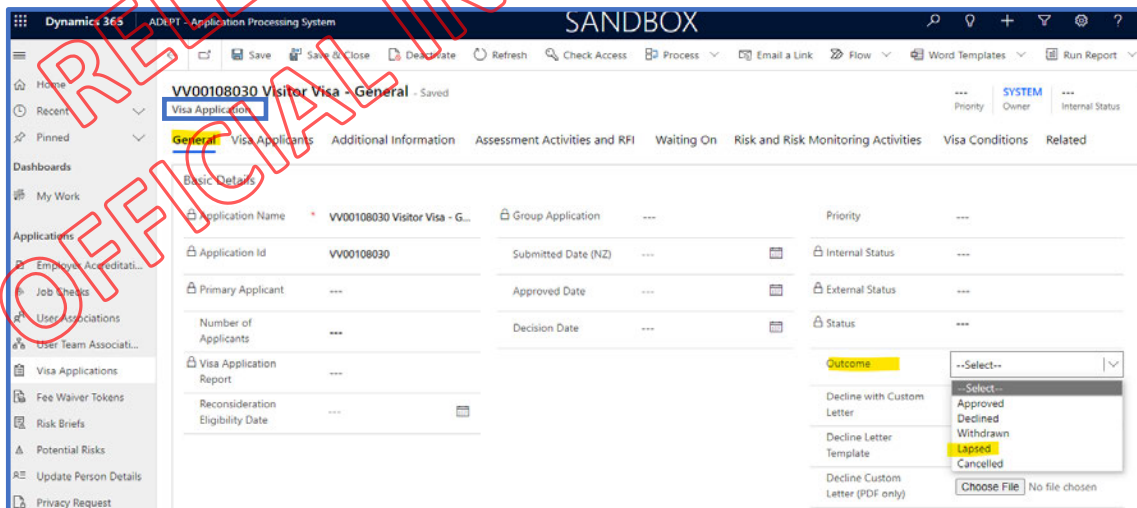 Dynamics 365 ADEPT - Application Processing System SANDBOX
Save Save & Close Deactivate Refresh Check Access Process Email a Link Flow Word Templates Run Report
Home
Recent
Pinned
Dashboards
My Work
Applications
Employer Accreditati...
Job Checks
User Associations
User Team Associati...
Visa Applications
Fee Waiver Tokens
Risk Briefs
Potential Risks
Update Person Details
Privacy Request
VV00108030 Visitor Visa - General - Saved
Visa Application
--- Priority
SYSTEM Owner
--- Internal Status
General Visa Applicants Additional Information Assessment Activities and RFI Waiting On Risk and Risk Monitoring Activities Visa Conditions Related
Basic Details
Application Name * VV00108030 Visitor Visa - G...
Application Id VV00108030
Primary Applicant ---
Number of
Applicants ---
Visa Application
Report ---
Reconsideration
Eligibility Date ---
Group Application ---
Submitted Date (NZ) ---
Approved Date ---
Decision Date ---
Priority ---
Internal Status ---
External Status ---
Status ---
Outcome --Select--
--Select--
Approved
Declined
Withdrawn
Lapsed
Cancelled
Decline with Custom
Letter
Decline Letter
Template
Decline Custom
Letter (PDF only) Choose File No file chosen
OFFICIAL IN